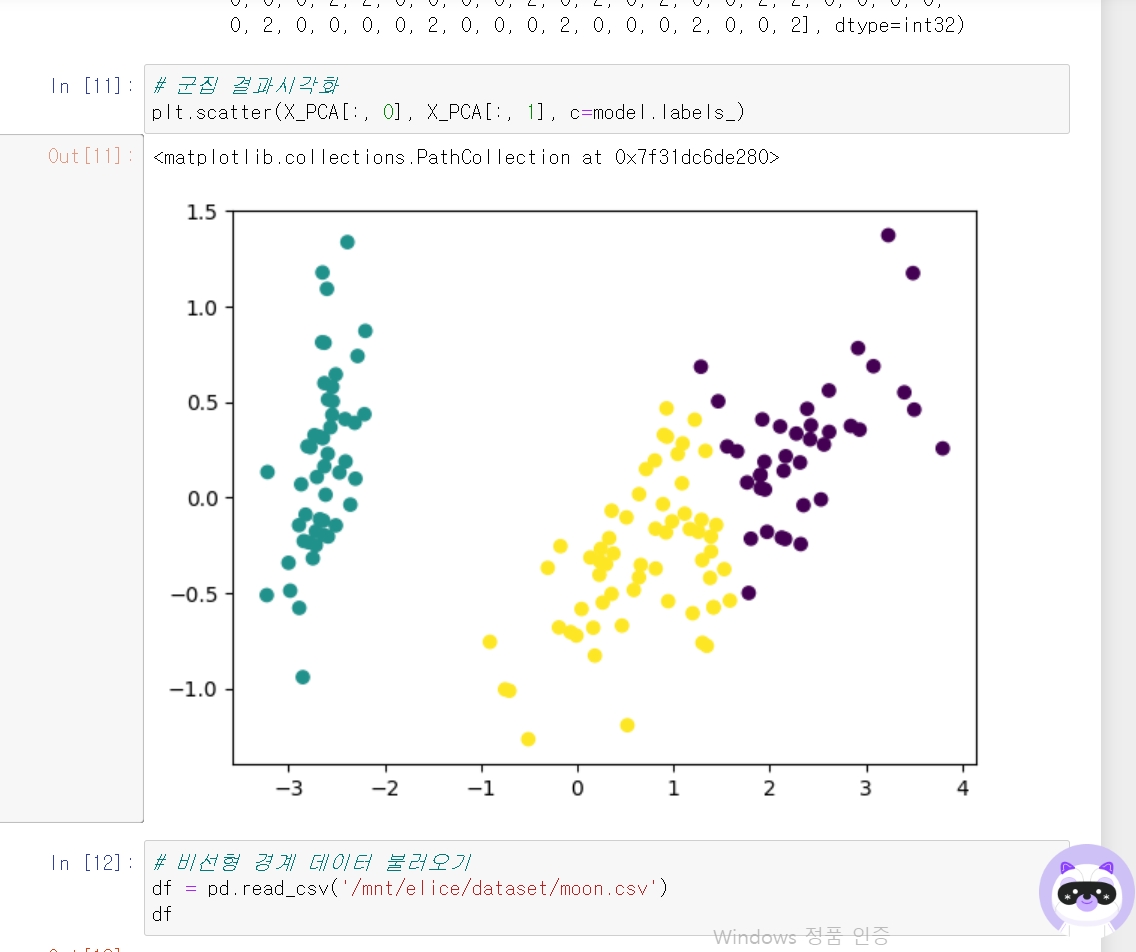 0, 2, 0, 0, 0, 0, 2, 0, 0, 0, 2, 0, 0, 0, 2, 0, 0, 2], dtype=int32)
In [11]:
# 군집 결과시각화
plt.scatter(X_PCA[:, 0], X_PCA[:, 1], c=model.labels_)
Out[11]:
<matplotlib.collections.PathCollection at 0x7f31dc6de280>
1.5
1.0
0.5
0.0
−0.5
−1.0
−3 −2 −1 0 1 2 3 4
In [12]:
# 비선형 경계 데이터 불러오기
df = pd.read_csv('/mnt/elice/dataset/moon.csv')
df
Windows 정품 인증